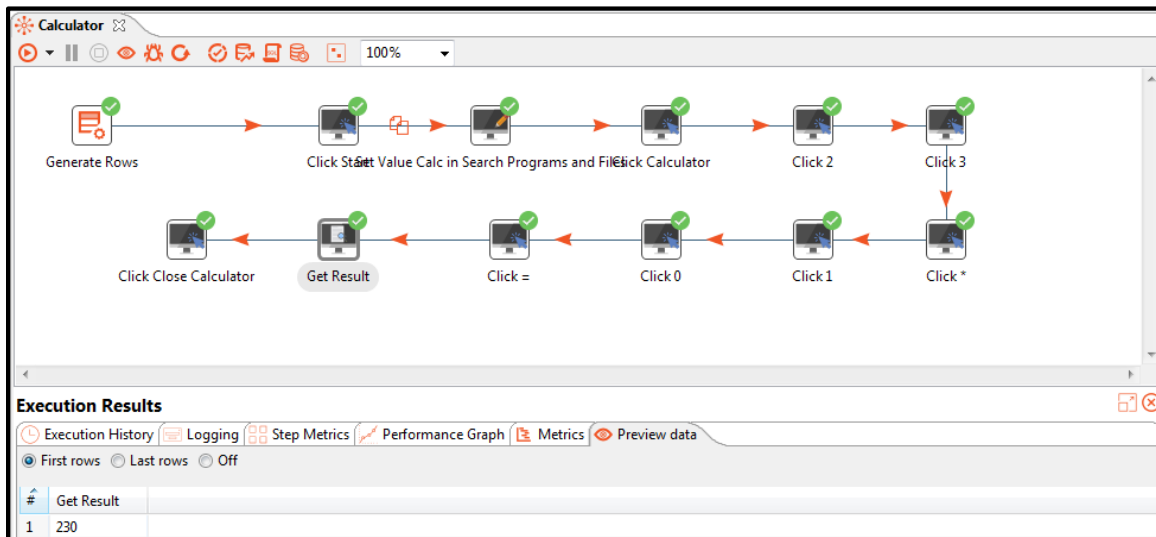 Calculator
100%
Generate Rows
Click Start
Set Value Calc in Search Programs and Files
Click Calculator
Click 2
Click 3
Click Close Calculator
Get Result
Click =
Click 0
Click 1
Click *
Execution Results
Execution History Logging Step Metrics Performance Graph Metrics Preview data
First rows Last rows Off
# Get Result
1 230